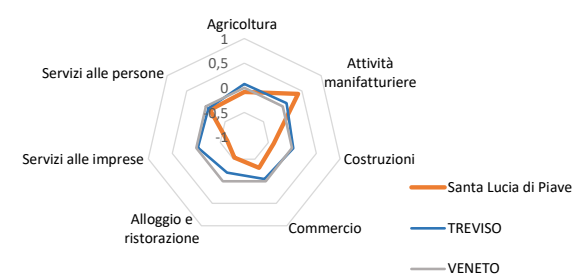 Agricoltura
1
0,5
0
0,5
-1
Attività
manifatturiere
Costruzioni
Commercio
Alloggio e
ristorazione
Servizi alle imprese
Servizi alle persone
Santa Lucia di Piave
TREVISO
VENETO